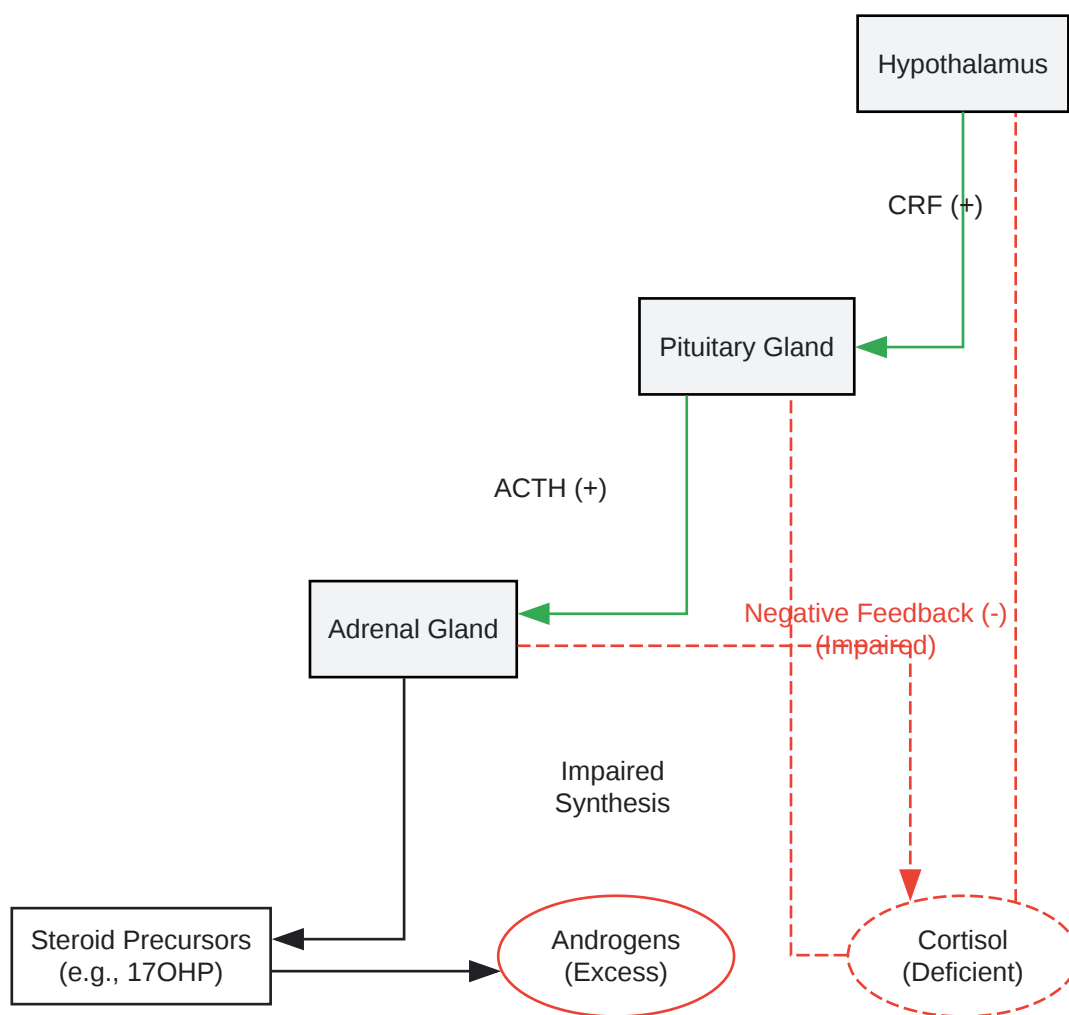 Hypothalamus
CRF (+)
Pituitary Gland
ACTH (+)
Negative Feedback (-)
(Impaired)
Adrenal Gland
Impaired
Synthesis
Steroid Precursors
(e.g., 17OHP)
Androgens
(Excess)
Cortisol
(Deficient)